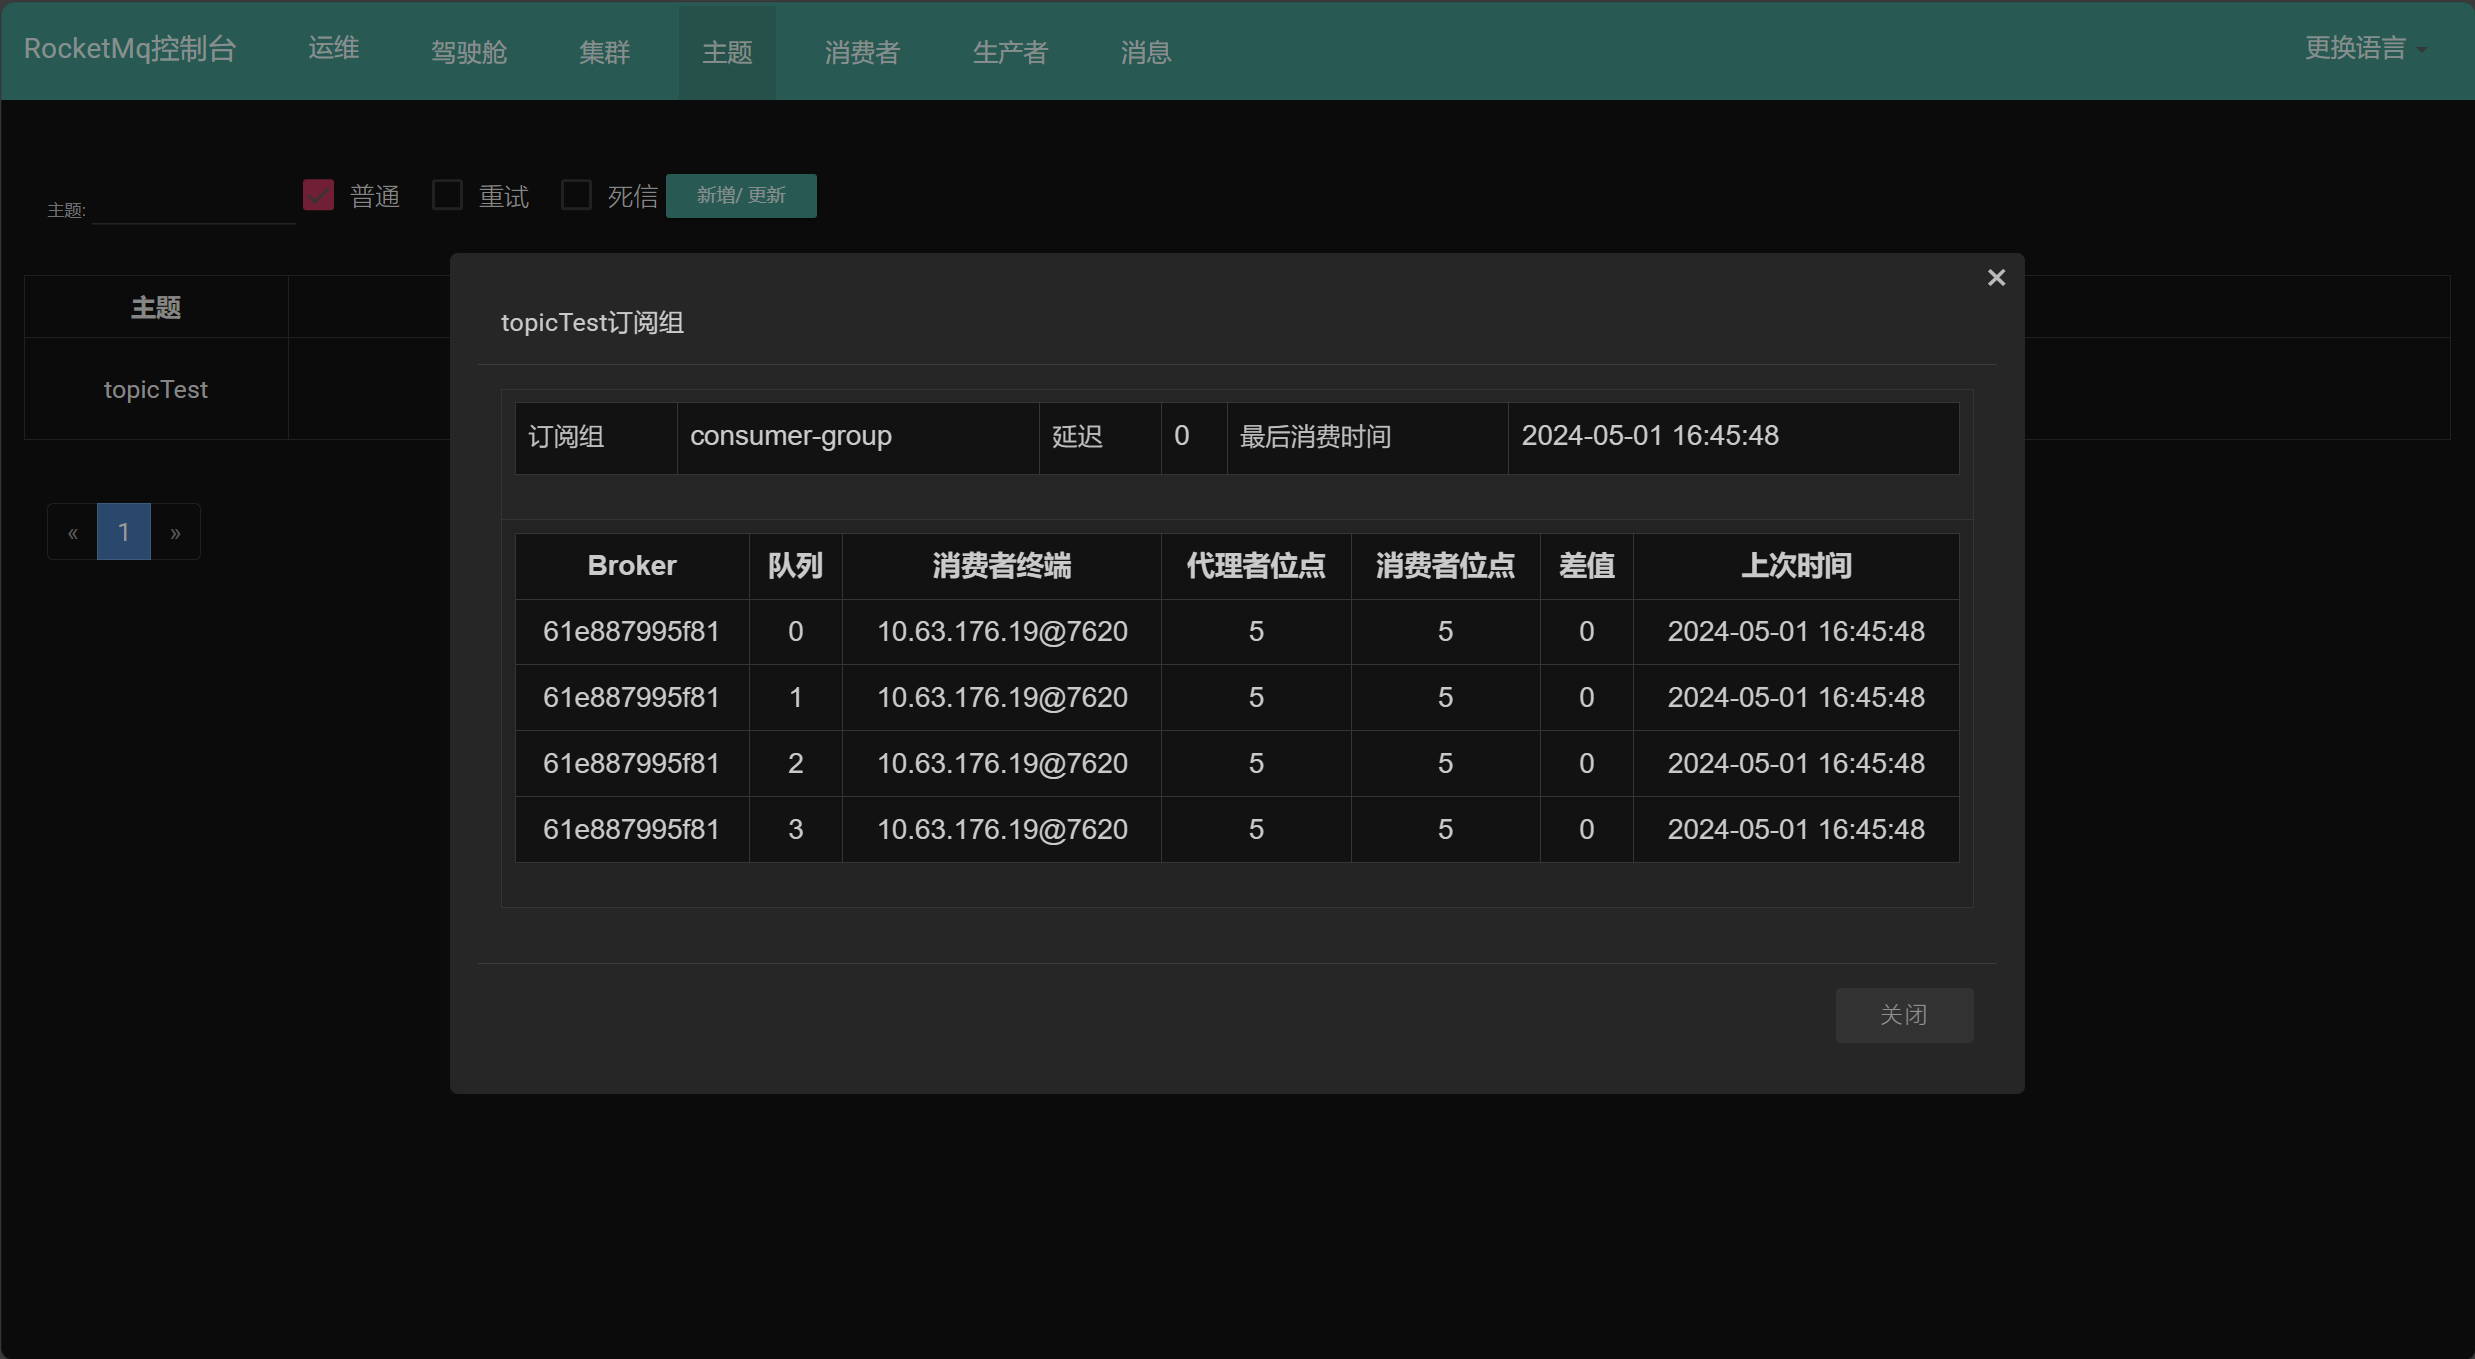 RocketMq控制台 运维 驾驶舱 集群 主题 消费者 生产者 消息 更换语言
主题: 普通 重试 死信 新增/ 更新
×
topicTest订阅组
主题
topicTest
订阅组 consumer-group 延迟 0 最后消费时间 2024-05-01 16:45:48
« 1 »
Broker 队列 消费者终端 代理者位点 消费者位点 差值 上次时间
61e887995f81 0 10.63.176.19@7620 5 5 0 2024-05-01 16:45:48
61e887995f81 1 10.63.176.19@7620 5 5 0 2024-05-01 16:45:48
61e887995f81 2 10.63.176.19@7620 5 5 0 2024-05-01 16:45:48
61e887995f81 3 10.63.176.19@7620 5 5 0 2024-05-01 16:45:48
关闭